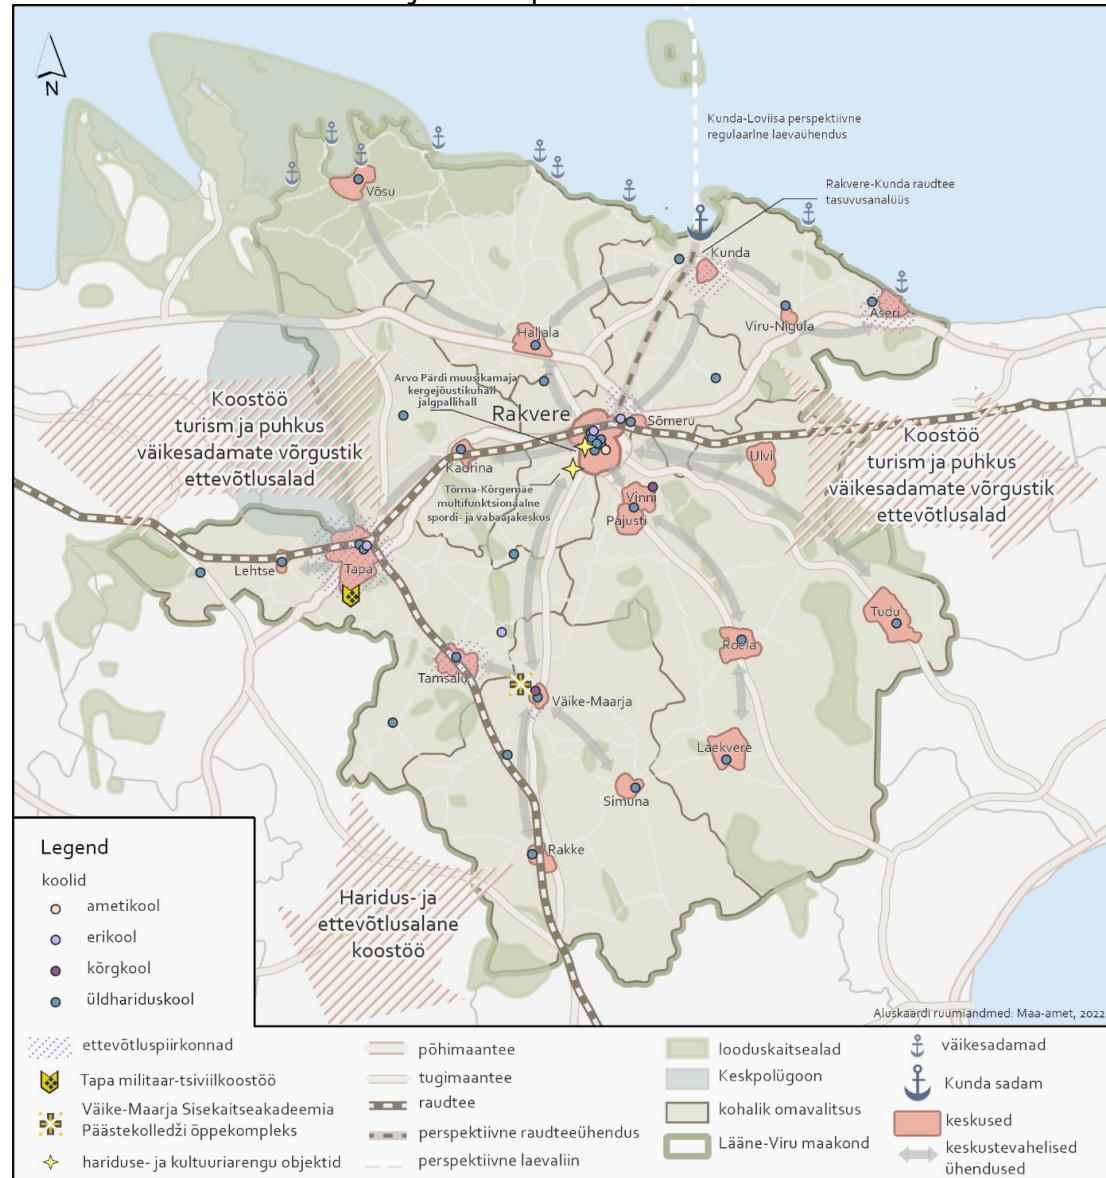 N
Kunda-Loviisa perspektiivne
regulaarlne laevaühendus
Rakvere-Kunda raudtee
tasuvusanalüüs
Võsu
Kunda
Viru-Nigula
Aseri
Haljala
Arvo Pärdi muusikamaja
kergejõustikuhall
jalgpallihall
Rakvere
Sõmeru
Koostöö
turism ja puhkus
väikesadamate võrgustik
ettevõtlusalad
Koostöö
turism ja puhkus
väikesadamate võrgustik
ettevõtlusalad
Kadrina
Ulvi
Tõrma-Kõrgemäe
multifunktsionaalne
spordi- ja vabaajakeskus
Vinni
Pajusti
Lehtse
Tapa
Tudu
Roela
Tamsalu
Väike-Maarja
Laekvere
Simuna
Rakke
Haridus- ja
ettevõtlusalane
koostöö
Legend
koolid
ametikool
erikool
kõrgkool
üldhariduskool
Aluskaardi ruumiandmed: Maa-amet, 2022
ettevõtluspiirkonnad
Tapa militaar-tsiviilkoostöö
Väike-Maarja Sisekaitseakadeemia
Päästekolledži õppekompleks
hariduse- ja kultuuriarengu objektid
põhimaantee
tugimaantee
raudtee
perspektiivne raudteeühendus
perspektiivne laevaliin
looduskaitsealad
Keskpolügoon
kohalik omavalitsus
Lääne-Viru maakond
väikesadamad
Kunda sadam
keskused
keskustevahelised
ühendused